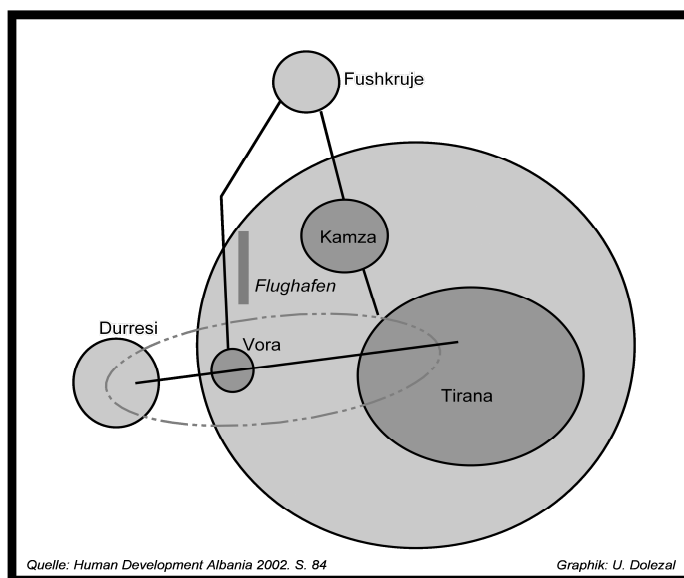 Fushkruje
Kamza
Flughafen
Durresi
Vora
Tirana
Quelle: Human Development Albania 2002. S. 84
Graphik: U. Dolezal